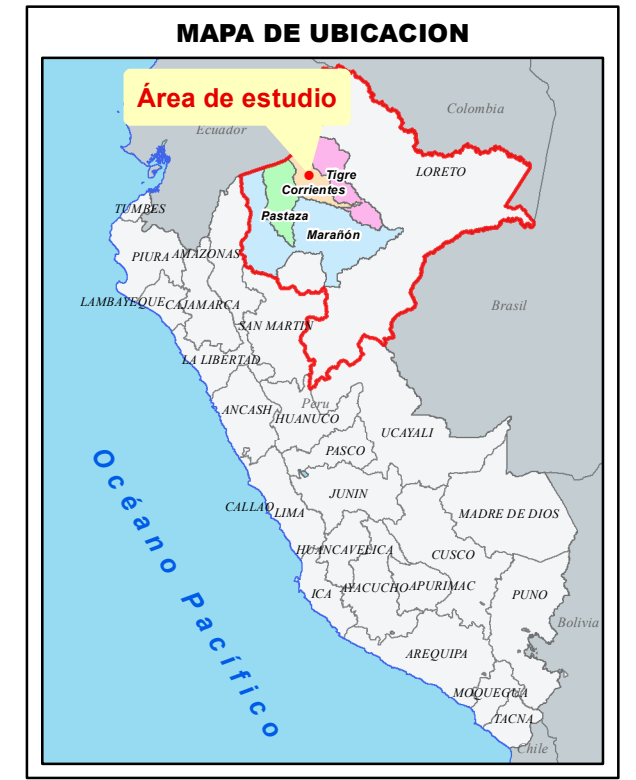 MAPA DE UBICACION
Área de estudio
Colombia
Ecuador
LORETO
Tigre
Corrientes
Pastaza
Marañón
TUMBES
PIURA
AMAZONAS
LAMBAYEQUE
CAJAMARCA
Brasil
SAN MARTIN
LA LIBERTAD
Peru
ANCASH
HUANUCO
UCAYALI
PASCO
Océano Pacífico
JUNIN
CALLAO
LIMA
MADRE DE DIOS
HUANCAVELICA
CUSCO
ICA
AYACUCHO
APURIMAC
PUNO
Bolivia
AREQUIPA
MOQUEGUA
TACNA
Chile